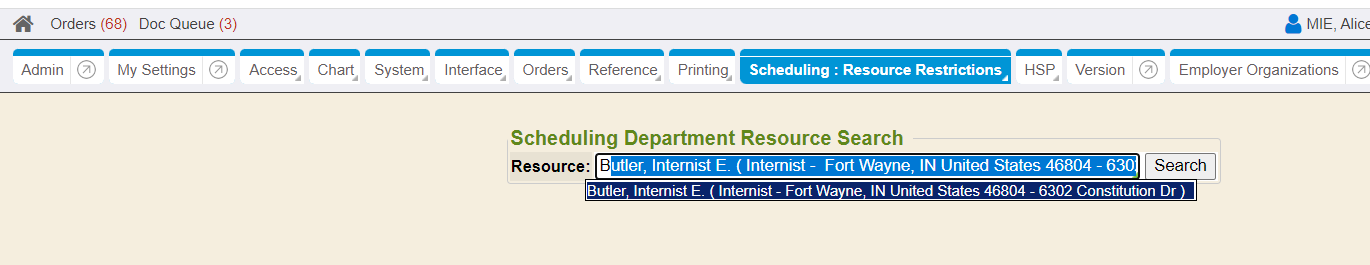 Orders (68) Doc Queue (3) MIE, Alice
Admin My Settings Access Chart System Interface Orders Reference Printing Scheduling : Resource Restrictions HSP Version Employer Organizations
Scheduling Department Resource Search
Resource: Butler, Internist E. ( Internist - Fort Wayne, IN United States 46804 - 630 Search
Butler, Internist E. ( Internist - Fort Wayne, IN United States 46804 - 6302 Constitution Dr )